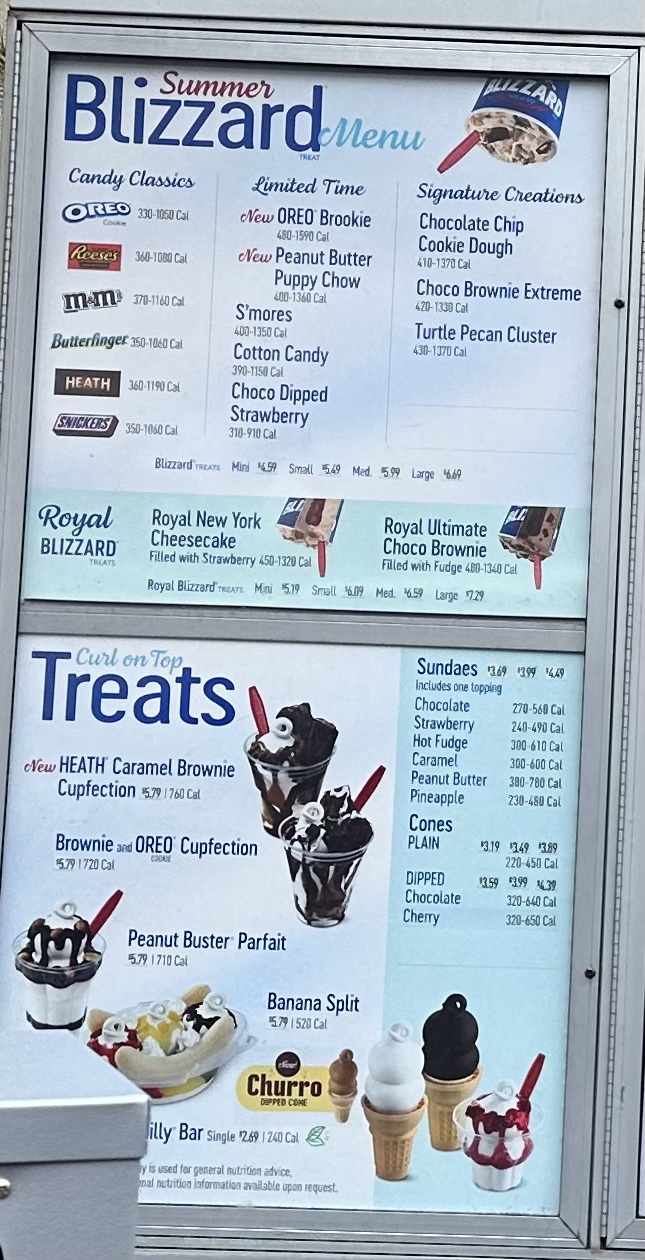 Summer
Blizzard Menu
TREAT
BLIZZARD
Candy Classics
OREO
Cookie
330-1050 Cal
Reese's 360-1080 Cal
m&m's 370-1160 Cal
Butterfinger 350-1060 Cal
HEATH 360-1190 Cal
SNICKERS 350-1060 Cal
Limited Time
New OREO Brookie
480-1590 Cal
New Peanut Butter
Puppy Chow
400-1360 Cal
S'mores
400-1350 Cal
Cotton Candy
390-1150 Cal
Choco Dipped
Strawberry
310-910 Cal
Signature Creations
Chocolate Chip
Cookie Dough
410-1370 Cal
Choco Brownie Extreme
420-1330 Cal
Turtle Pecan Cluster
430-1370 Cal
Blizzard TREATS Mini $4.59 Small $5.49 Med. $5.99 Large $6.69
Royal
BLIZZARD
TREATS
Royal New York
Cheesecake
Filled with Strawberry 450-1320 Cal
Royal Ultimate
Choco Brownie
Filled with Fudge 480-1340 Cal
Royal Blizzard TREATS Mini $5.19 Small $6.09 Med. $6.59 Large $7.29
Curl on Top
Treats
New HEATH Caramel Brownie
Cupfection $5.79 | 760 Cal
Brownie and OREO Cupfection
COOKIE
$5.79 | 720 Cal
Peanut Buster Parfait
$5.79 | 710 Cal
Banana Split
$5.79 | 520 Cal
New!
Churro
DIPPED CONE
illy Bar Single $2.69 | 240 Cal
y is used for general nutrition advice,
nal nutrition information available upon request.
Sundaes $3.69 $3.99 $4.49
Includes one topping
Chocolate 270-560 Cal
Strawberry 240-490 Cal
Hot Fudge 300-610 Cal
Caramel 300-600 Cal
Peanut Butter 380-780 Cal
Pineapple 230-480 Cal
Cones
PLAIN $3.19 $3.49 $3.89
220-450 Cal
DIPPED $3.59 $3.99 $4.39
Chocolate 320-640 Cal
Cherry 320-650 Cal